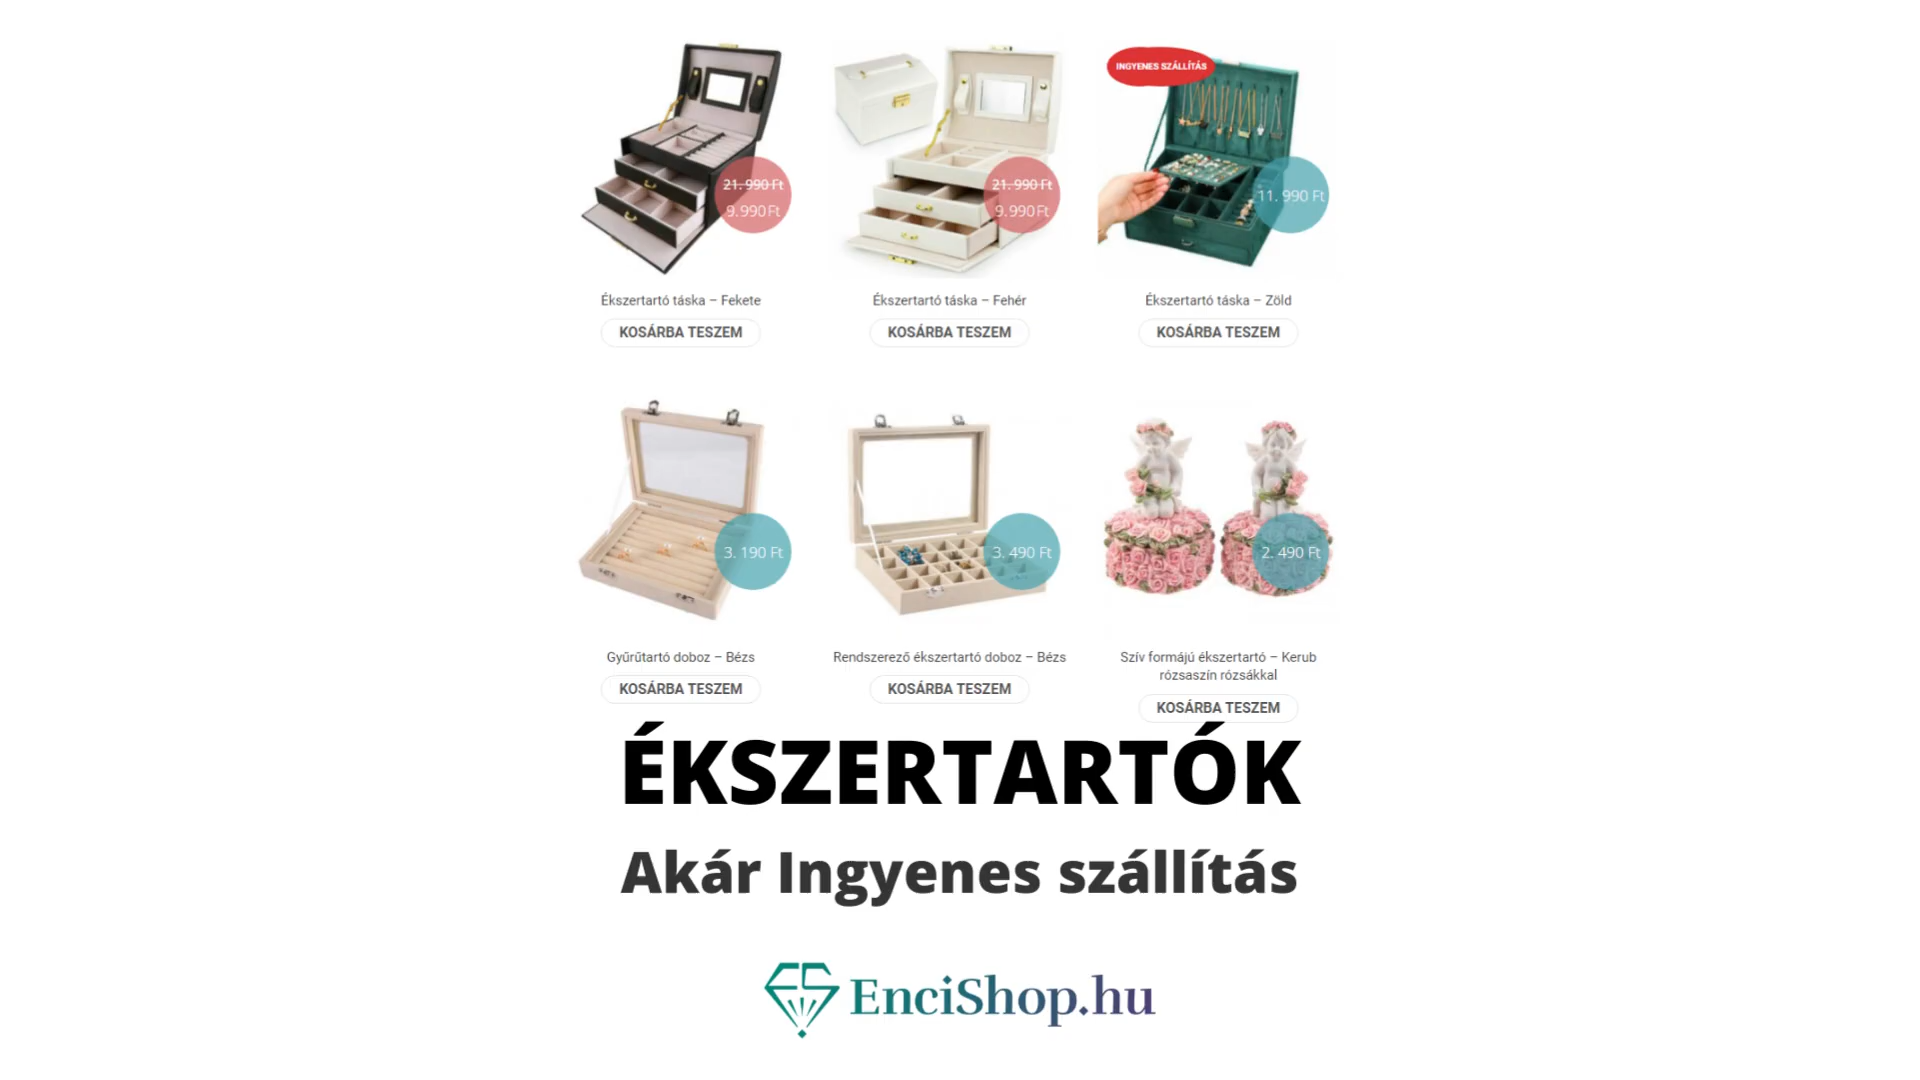 INGYENES SZÁLLÍTÁS
21. 990 Ft
9.990 Ft
21. 990 Ft
9.990 Ft
11. 990 Ft
Ékszertartó táska – Fekete
Ékszertartó táska – Fehér
Ékszertartó táska – Zöld
KOSÁRBA TESZEM
KOSÁRBA TESZEM
KOSÁRBA TESZEM
3. 190 Ft
3. 490 Ft
2. 490 Ft
Gyűrűtartó doboz – Bézs
Rendszerező ékszertartó doboz – Bézs
Szív formájú ékszertartó – Kerub
rózsaszín rózsákkal
KOSÁRBA TESZEM
KOSÁRBA TESZEM
KOSÁRBA TESZEM
ÉKSZERTARTÓK
Akár Ingyenes szállítás
EnciShop.hu